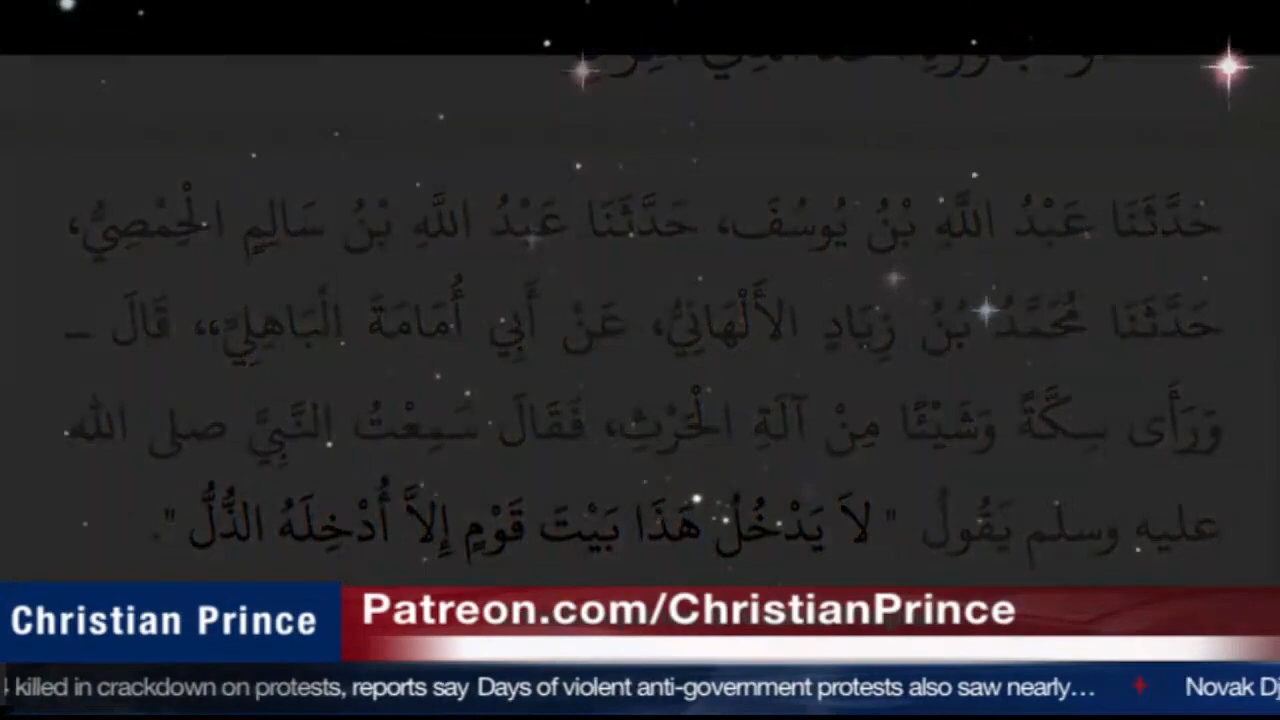 حَدَّثَنَا عَبْدُ اللَّهِ بْنُ يُوسُفَ، حَدَّثَنَا عَبْدُ اللَّهِ بْنُ سَالِمٍ الْحِمْصِيُّ،
حَدَّثَنَا مُحَمَّدُ بْنُ زِيَادٍ الأَلْهَانِيُّ، عَنْ أَبِي أُمَامَةَ الْبَاهِلِيِّ،، قَالَ ـ
وَرَأَى سِكَّةً وَشَيْئًا مِنْ آلَةِ الْحَرْثِ، فَقَالَ سَمِعْتُ النَّبِيَّ صلى الله
عليه وسلم يَقُولُ " لاَ يَدْخُلُ هَذَا بَيْتَ قَوْمٍ إِلاَّ أُدْخِلَهُ الذُّلُّ ".
Christian Prince
Patreon.com/ChristianPrince
killed in crackdown on protests, reports say Days of violent anti-government protests also saw nearly... Novak